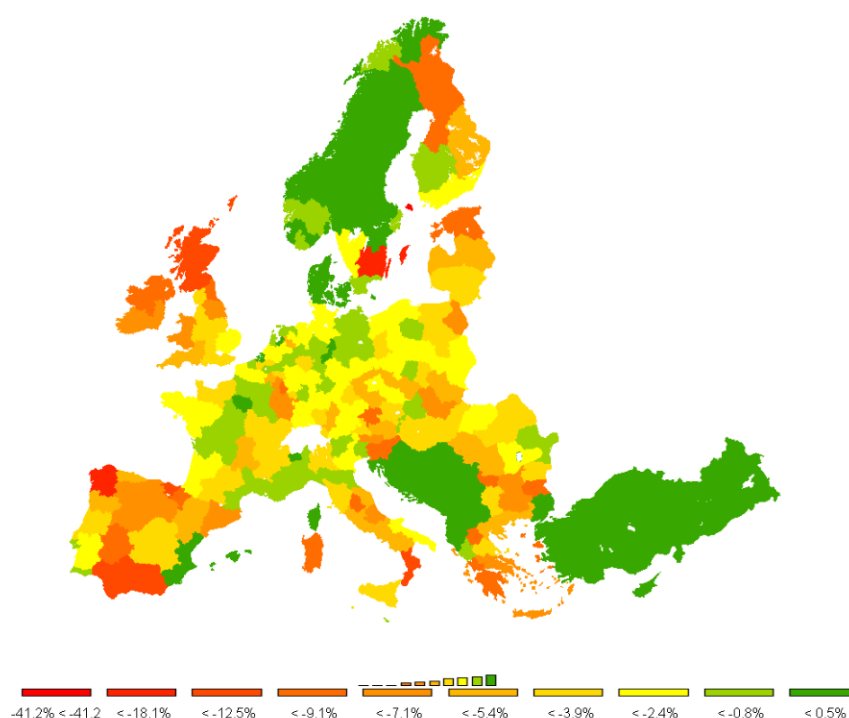 -41.2% < -41.2 < -18.1% < -12.5% < -9.1% < -7.1% < -5.4% < -3.9% < -2.4% < -0.8% < 0.5%